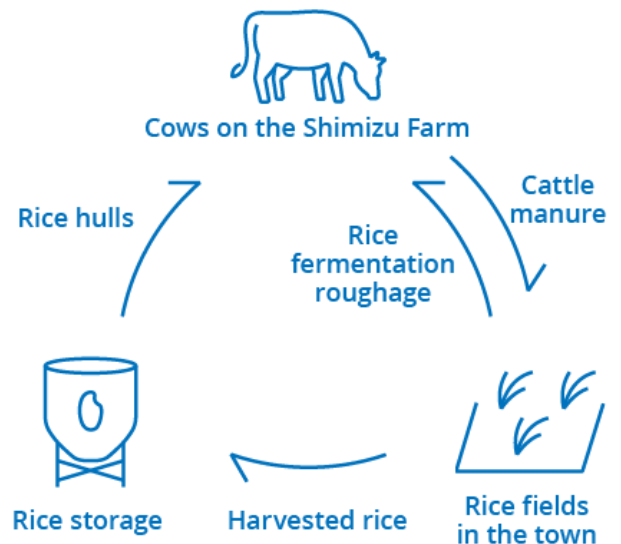 Cows on the Shimizu Farm
Cattle
manure
Rice hulls
Rice
fermentation
roughage
Rice storage
Harvested rice
Rice fields
in the town